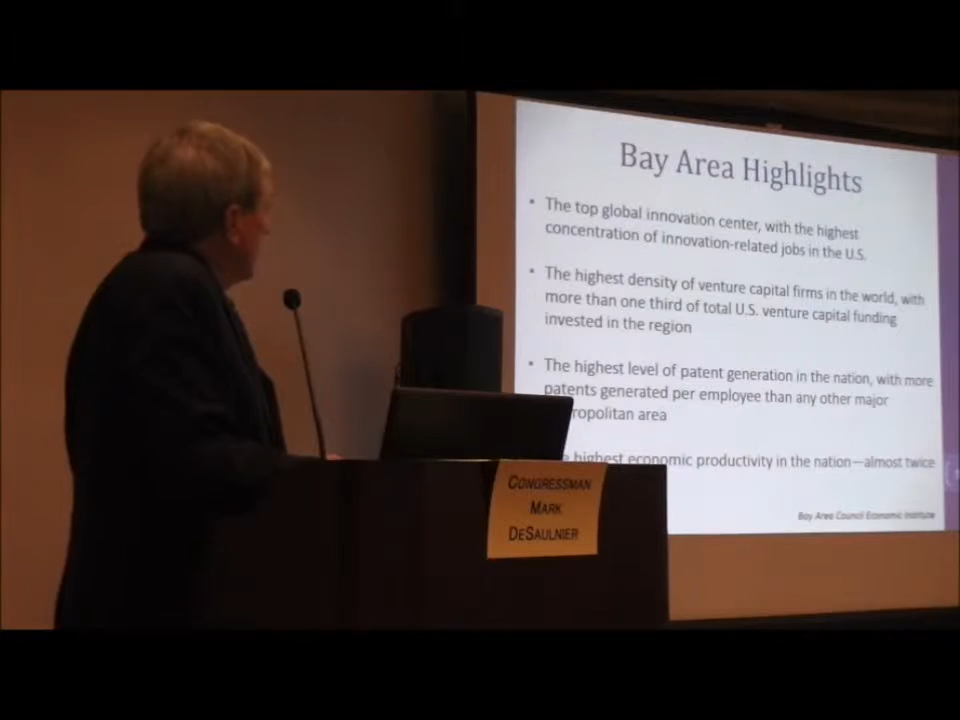 Bay Area Highlights
• The top global innovation center, with the highest
concentration of innovation-related jobs in the U.S.
• The highest density of venture capital firms in the world, with
more than one third of total U.S. venture capital funding
invested in the region
• The highest level of patent generation in the nation, with more
patents generated per employee than any other major
ropolitan area
highest economic productivity in the nation—almost twice
Bay Area Council Economic Institute
CONGRESSMAN
MARK
DESAULNIER